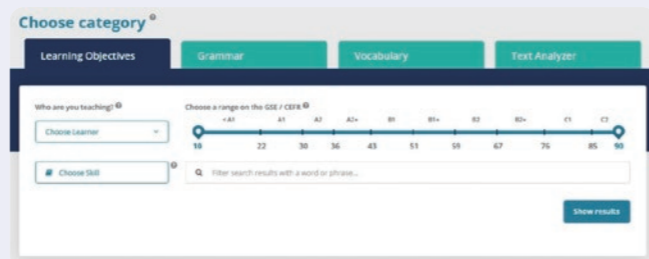 Choose category
Learning Objectives Grammar Vocabulary Text Analyzer
Who are you teaching? Choose a range on the GSE / CEFR
<A1 A1 A2 A2+ B1 B1+ B2 B2+ C1 C2
Choose Learner
10 22 30 36 43 51 59 67 76 85 90
Choose Skill Filter search results with a word or phrase...
Show results